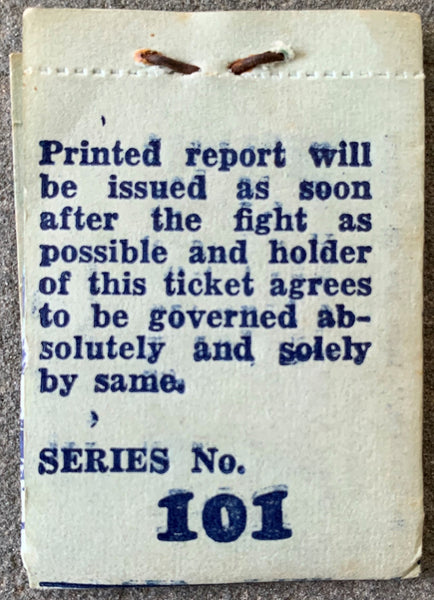 Printed report will
be issued as soon
after the fight as
possible and holder
of this ticket agrees
to be governed ab-
solutely and solely
by same.
SERIES No.
101